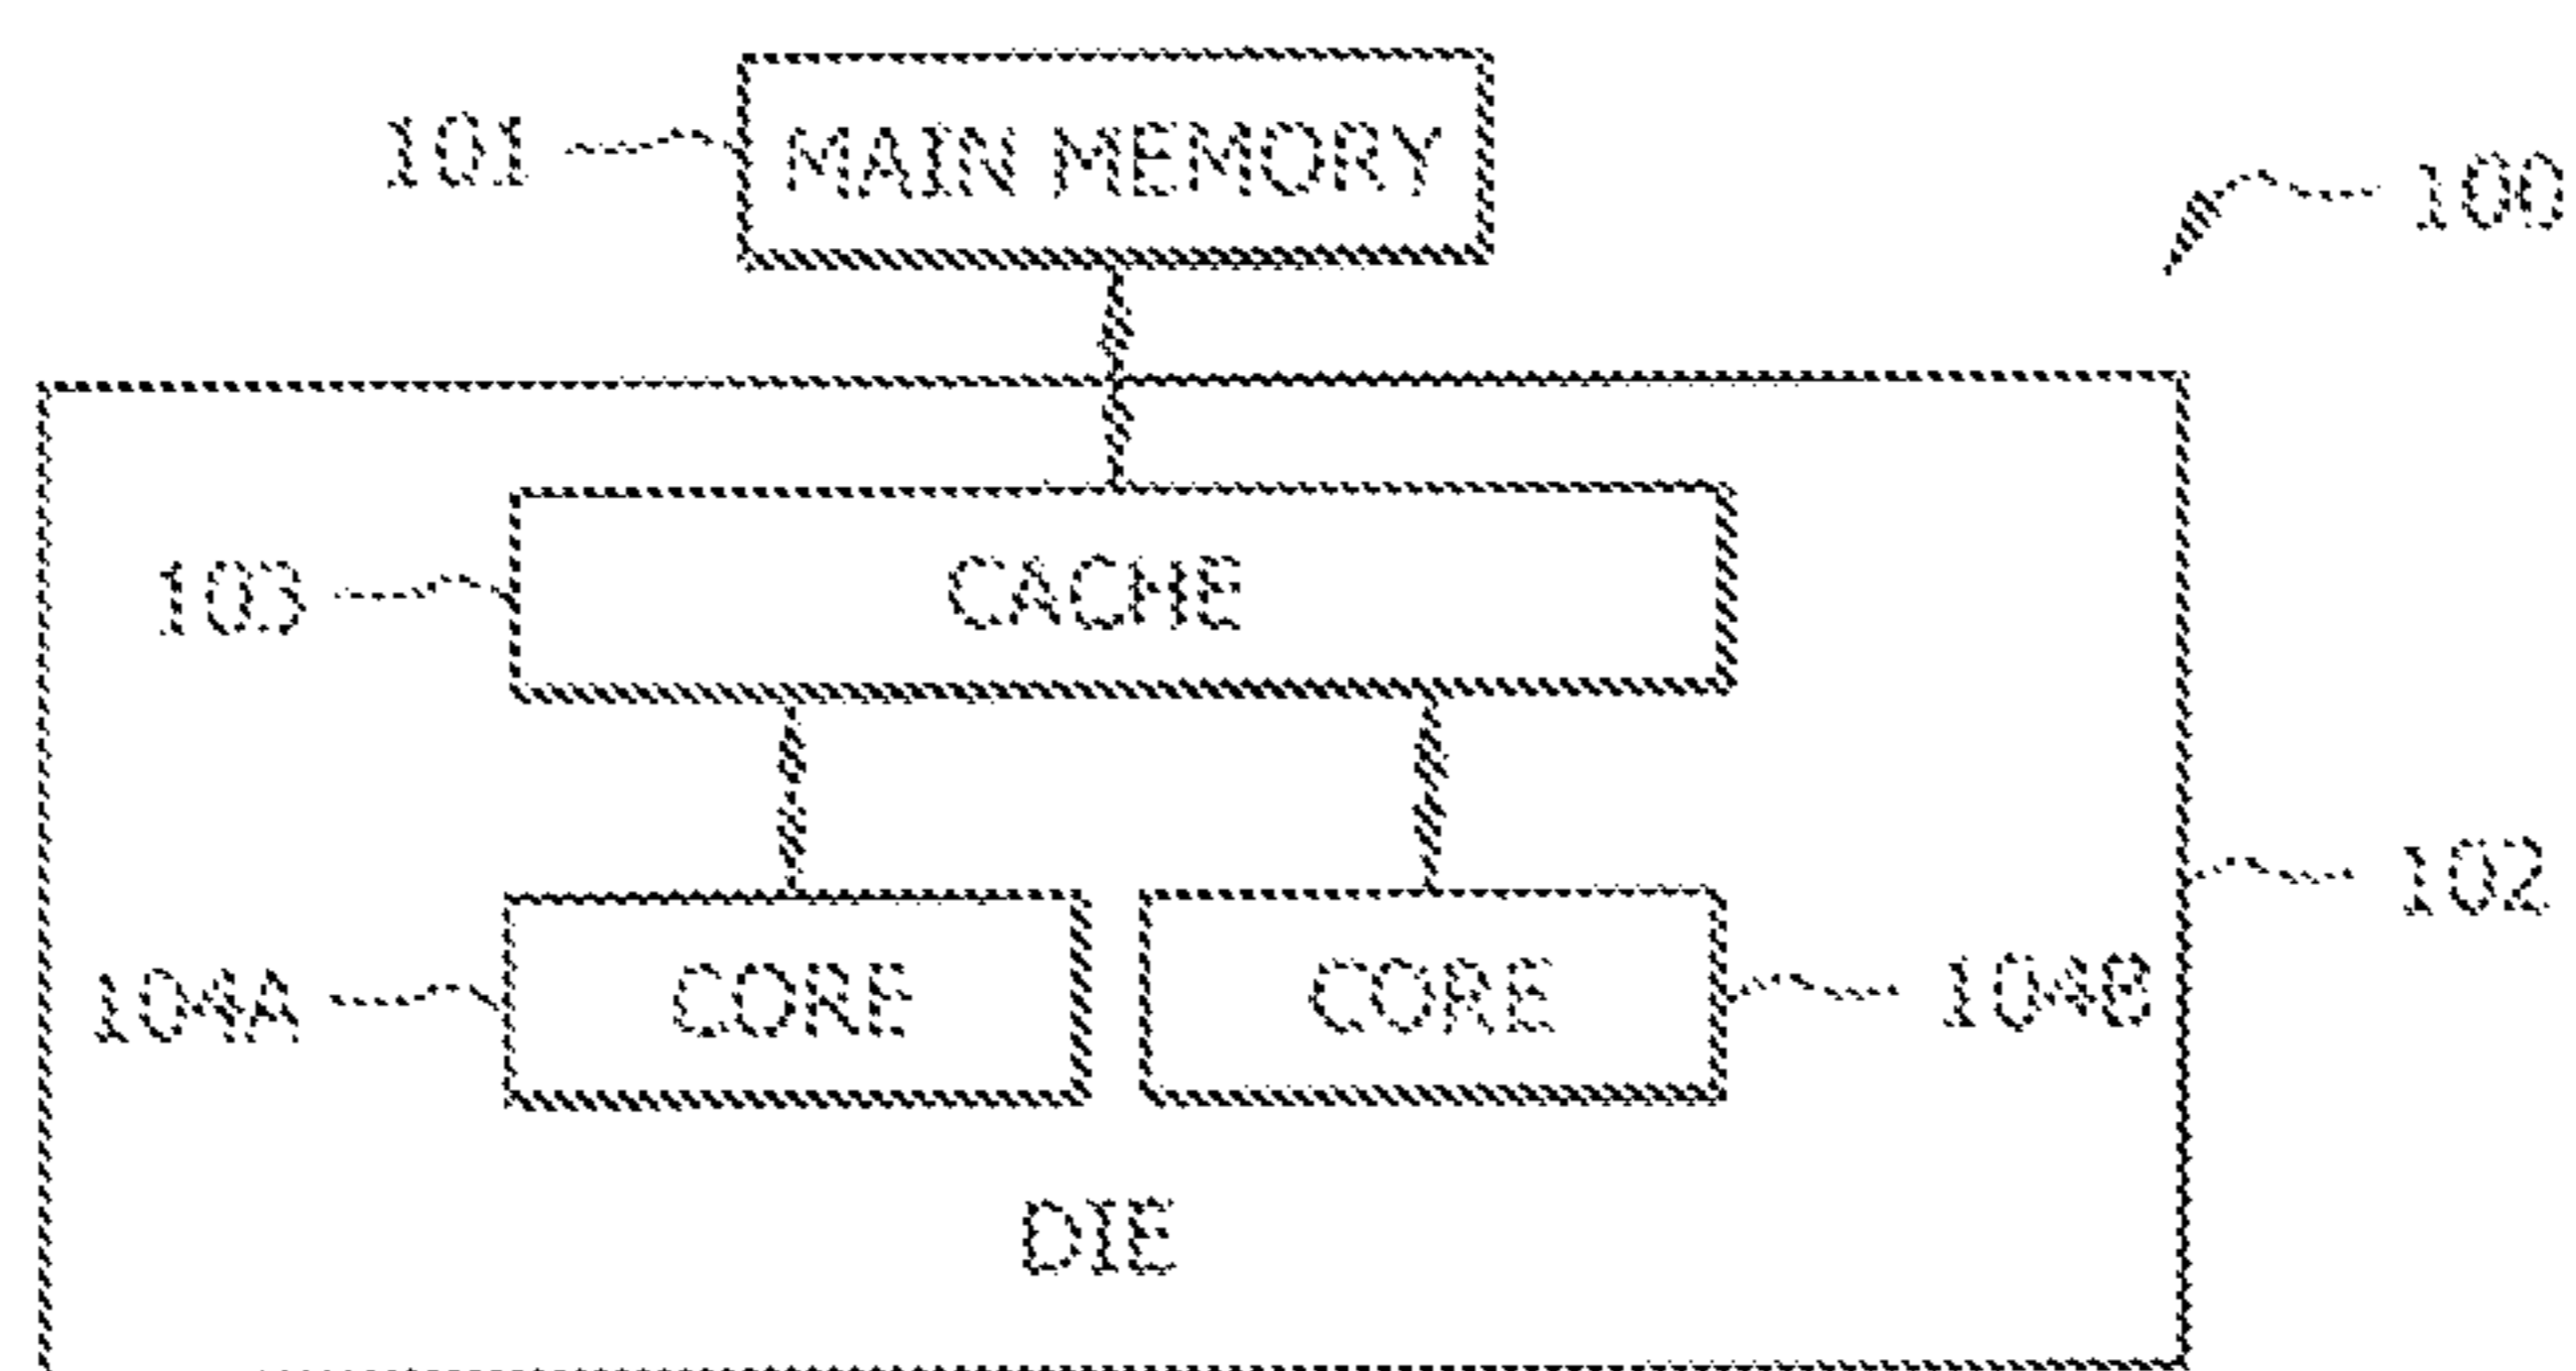 101 MAIN MEMORY 100
103 CACHE
102
104A CORE CORE 104B
DIE